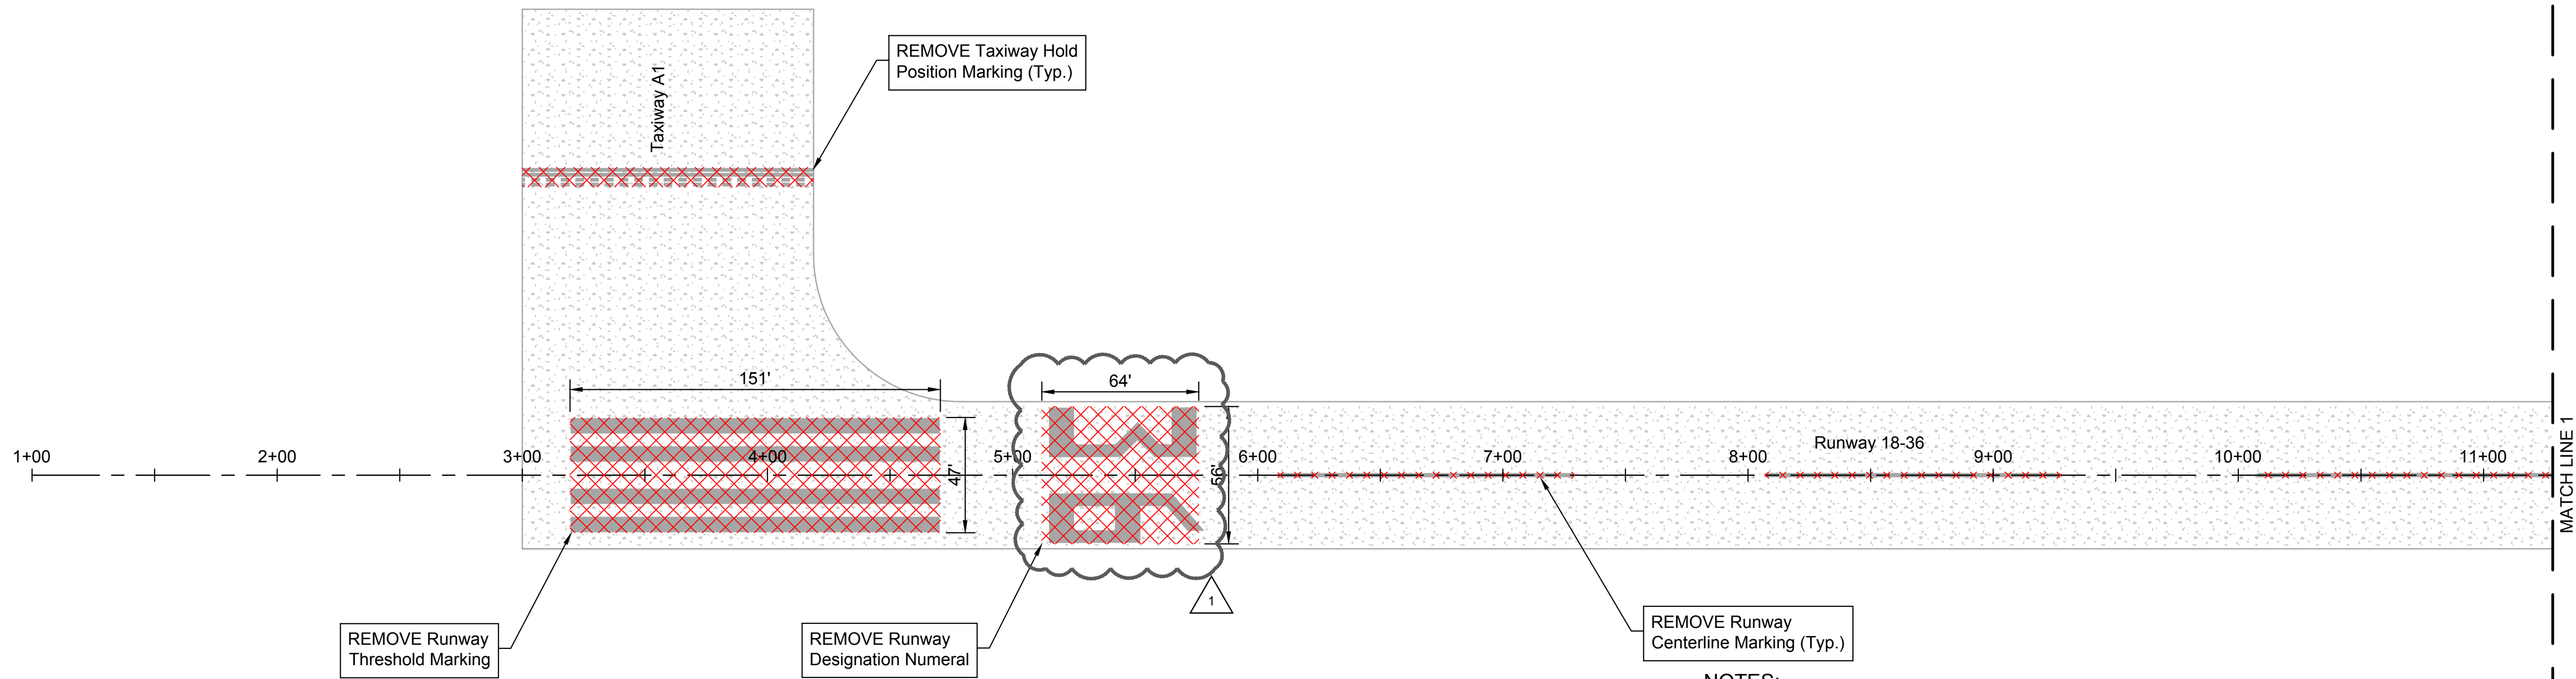 REMOVE Taxiway Hold
Position Marking (Typ.)
Taxiway A1
151'
64'
47'
56'
1+00
2+00
3+00
4+00
5+00
6+00
7+00
8+00
9+00
10+00
11+00
Runway 18-36
MATCH LINE 1
36
1
REMOVE Runway
Threshold Marking
REMOVE Runway
Designation Numeral
REMOVE Runway
Centerline Marking (Typ.)
NOTES: